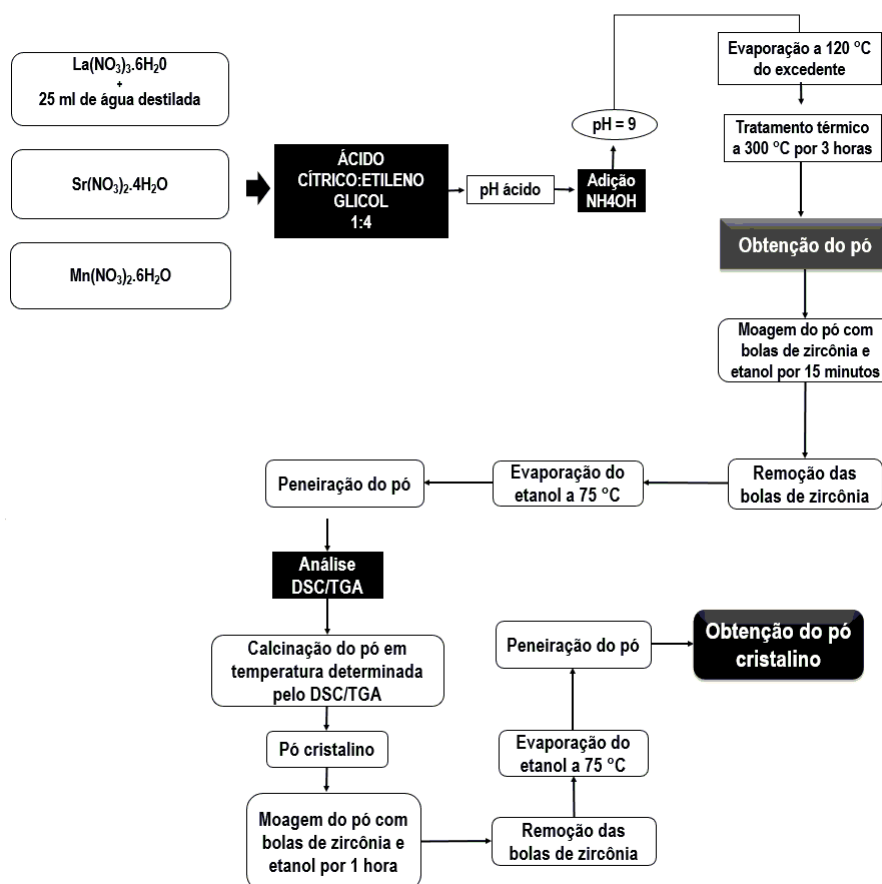 La(NO₃)₃.6H₂0
+
25 ml de água destilada
Sr(NO₃)₂.4H₂O
Mn(NO₃)₂.6H₂O
ÁCIDO
CÍTRICO:ETILENO
GLICOL
1:4
pH ácido
Adição
NH4OH
pH = 9
Evaporação a 120 °C
do excedente
Tratamento térmico
a 300 °C por 3 horas
Obtenção do pó
Moagem do pó com
bolas de zircônia e
etanol por 15 minutos
Remoção das
bolas de zircônia
Evaporação do
etanol a 75 °C
Peneiração do pó
Análise
DSC/TGA
Calcinação do pó em
temperatura determinada
pelo DSC/TGA
Pó cristalino
Moagem do pó com
bolas de zircônia e
etanol por 1 hora
Remoção das
bolas de zircônia
Evaporação do
etanol a 75 °C
Peneiração do pó
Obtenção do pó
cristalino